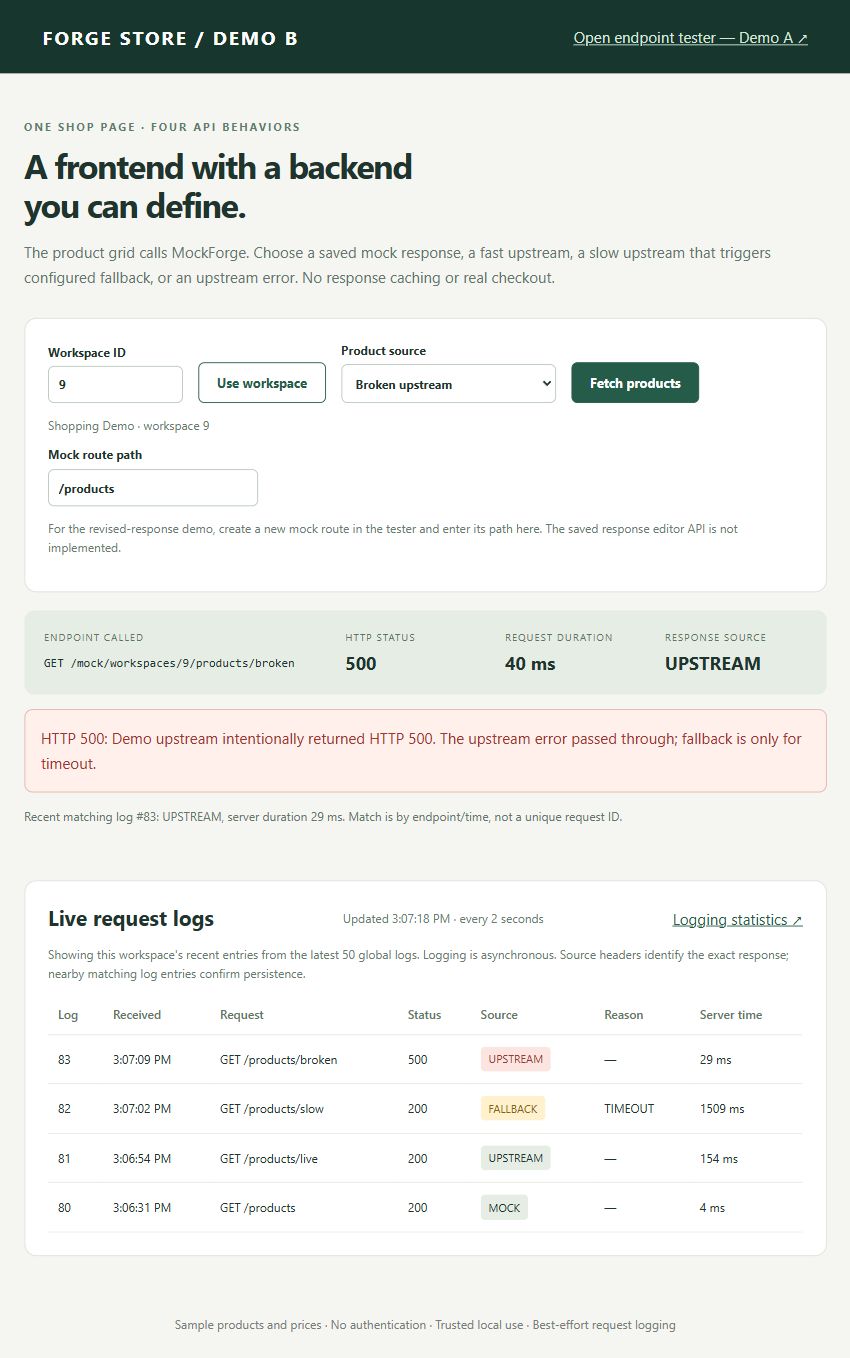 FORGE STORE / DEMO B
Open endpoint tester — Demo A ↗
ONE SHOP PAGE · FOUR API BEHAVIORS
A frontend with a backend
you can define.
The product grid calls MockForge. Choose a saved mock response, a fast upstream, a slow upstream that triggers
configured fallback, or an upstream error. No response caching or real checkout.
Workspace ID
9
Use workspace
Product source
Broken upstream
Fetch products
Shopping Demo · workspace 9
Mock route path
/products
For the revised-response demo, create a new mock route in the tester and enter its path here. The saved response editor API is not
implemented.
ENDPOINT CALLED HTTP STATUS REQUEST DURATION RESPONSE SOURCE
GET /mock/workspaces/9/products/broken 500 40 ms UPSTREAM
HTTP 500: Demo upstream intentionally returned HTTP 500. The upstream error passed through; fallback is only for
timeout.
Recent matching log #83: UPSTREAM, server duration 29 ms. Match is by endpoint/time, not a unique request ID.
Live request logs
Updated 3:07:18 PM · every 2 seconds
Logging statistics ↗
Showing this workspace's recent entries from the latest 50 global logs. Logging is asynchronous. Source headers identify the exact response;
nearby matching log entries confirm persistence.
Log Received Request Status Source Reason Server time
83 3:07:09 PM GET /products/broken 500 UPSTREAM — 29 ms
82 3:07:02 PM GET /products/slow 200 FALLBACK TIMEOUT 1509 ms
81 3:06:54 PM GET /products/live 200 UPSTREAM — 154 ms
80 3:06:31 PM GET /products 200 MOCK — 4 ms
Sample products and prices · No authentication · Trusted local use · Best-effort request logging